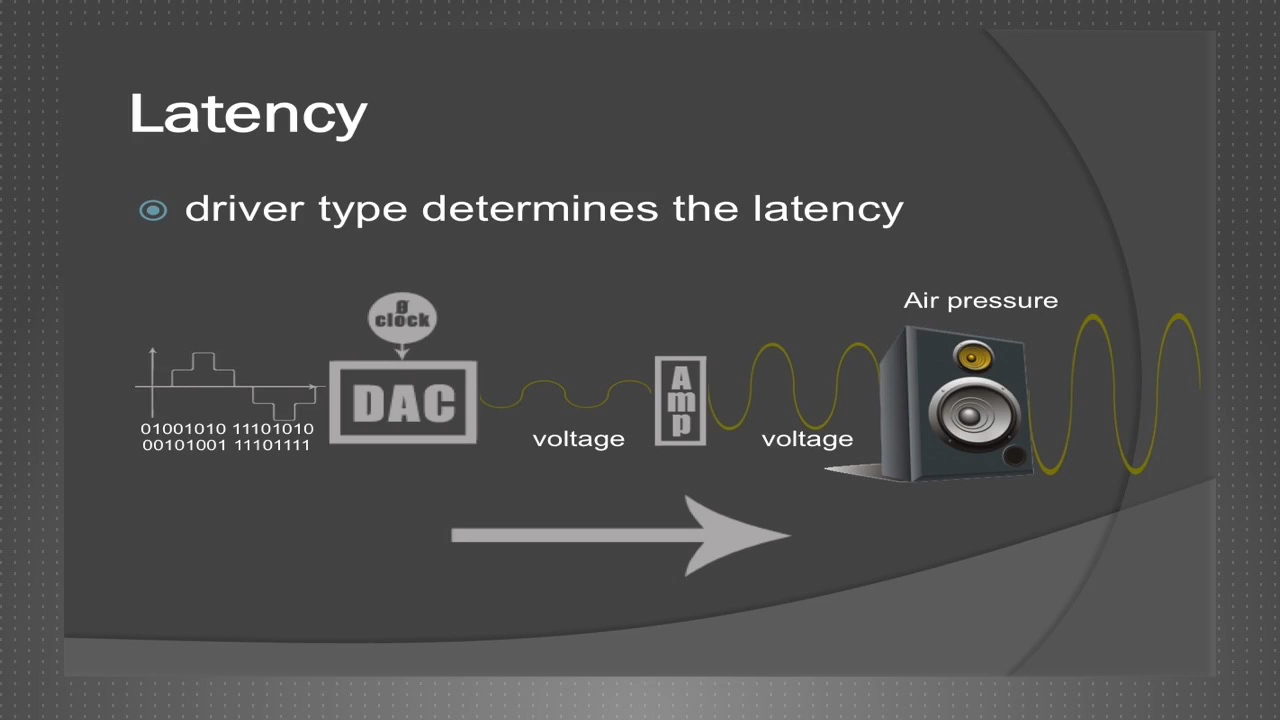 Latency
driver type determines the latency
Air pressure
clock
DAC
Amp
01001010 11101010
00101001 11101111
voltage
voltage